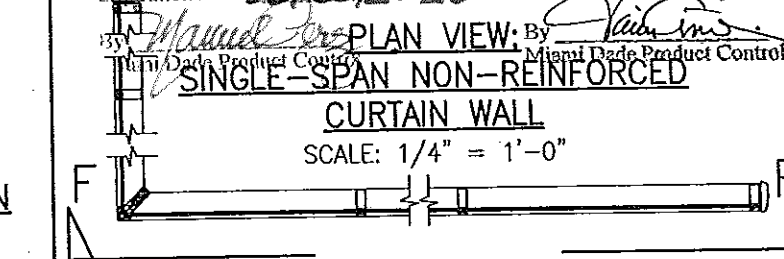 By PLAN VIEW: By
Miami Dade Product Control Miami Dade Product Control
SINGLE-SPAN NON-REINFORCED
CURTAIN WALL
SCALE: 1/4" = 1'-0"
F
N